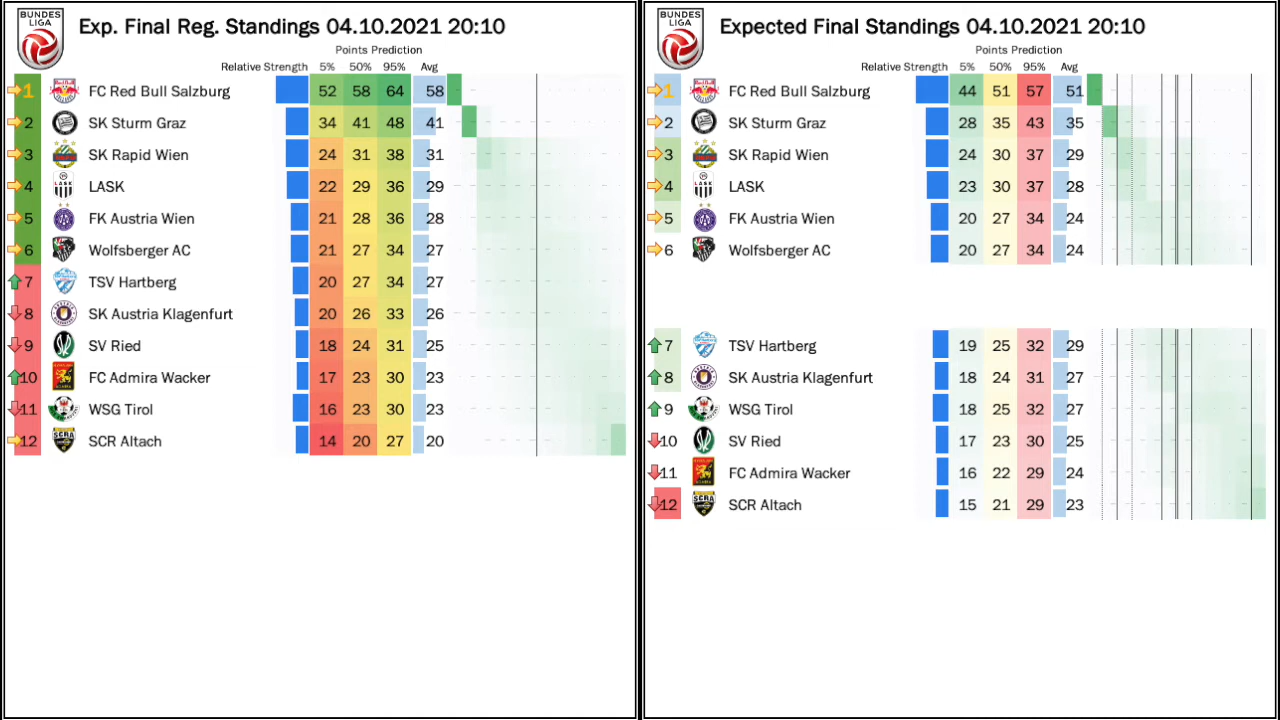 BUNDES
LIGA
Exp. Final Reg. Standings 04.10.2021 20:10
Points Prediction
Relative Strength 5% 50% 95% Avg
1 FC Red Bull Salzburg 52 58 64 58
2 SK Sturm Graz 34 41 48 41
3 SK Rapid Wien 24 31 38 31
4 LASK 22 29 36 29
5 FK Austria Wien 21 28 36 28
6 Wolfsberger AC 21 27 34 27
7 TSV Hartberg 20 27 34 27
8 SK Austria Klagenfurt 20 26 33 26
9 SV Ried 18 24 31 25
10 FC Admira Wacker 17 23 30 23
11 WSG Tirol 16 23 30 23
12 SCR Altach 14 20 27 20
BUNDES
LIGA
Expected Final Standings 04.10.2021 20:10
Points Prediction
Relative Strength 5% 50% 95% Avg
1 FC Red Bull Salzburg 44 51 57 51
2 SK Sturm Graz 28 35 43 35
3 SK Rapid Wien 24 30 37 29
4 LASK 23 30 37 28
5 FK Austria Wien 20 27 34 24
6 Wolfsberger AC 20 27 34 24
7 TSV Hartberg 19 25 32 29
8 SK Austria Klagenfurt 18 24 31 27
9 WSG Tirol 18 25 32 27
10 SV Ried 17 23 30 25
11 FC Admira Wacker 16 22 29 24
12 SCR Altach 15 21 29 23